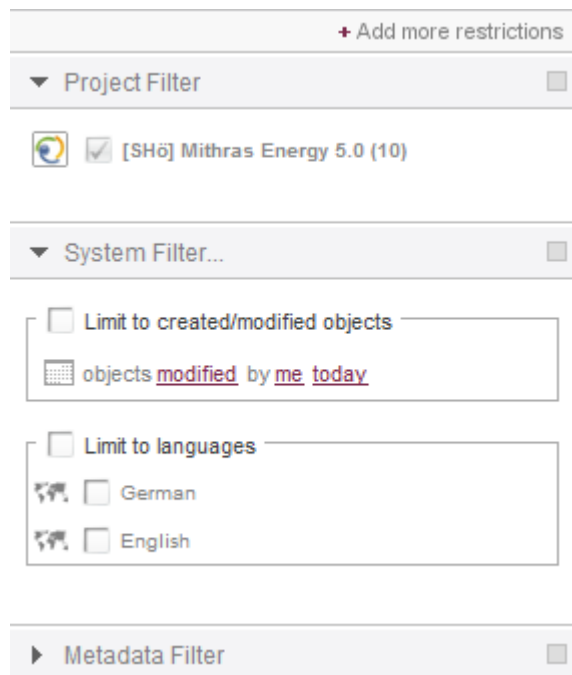 + Add more restrictions
Project Filter
[SHö] Mithras Energy 5.0 (10)
System Filter...
Limit to created/modified objects
objects modified by me today
Limit to languages
German
English
Metadata Filter